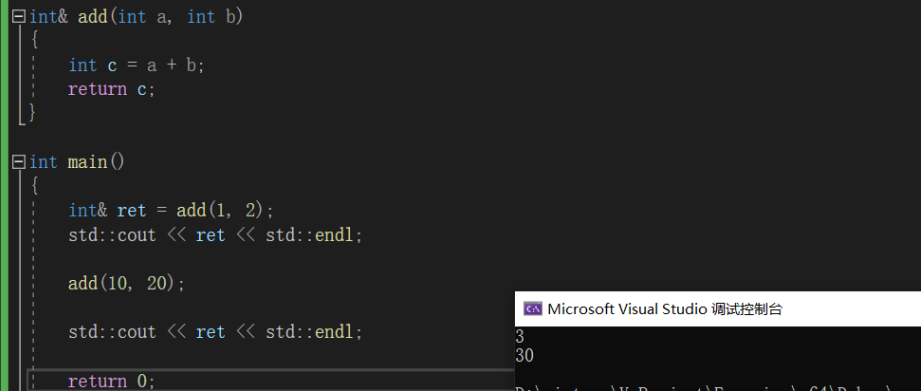 int& add(int a, int b)
{
int c = a + b;
return c;
}
int main()
{
int& ret = add(1, 2);
std::cout << ret << std::endl;
add(10, 20);
std::cout << ret << std::endl;
return 0;
Microsoft Visual Studio 调试控制台
3
30